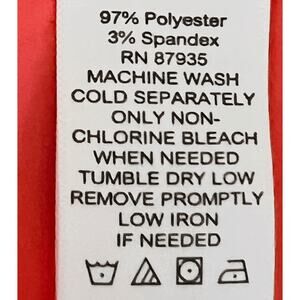 97% Polyester
3% Spandex
RN 87935
MACHINE WASH
COLD SEPARATELY
ONLY NON-
CHLORINE BLEACH
WHEN NEEDED
TUMBLE DRY LOW
REMOVE PROMPTLY
LOW IRON
IF NEEDED